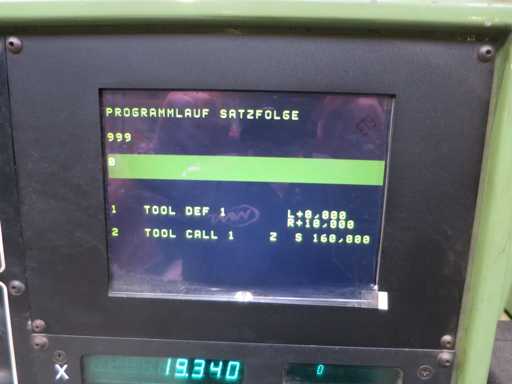 PROGRAMMLAUF SATZFOLGE
999
0
1 TOOL DEF 1 L+0,000
R+10,000
2 TOOL CALL 1 Z S 160,000
X 19.340 0